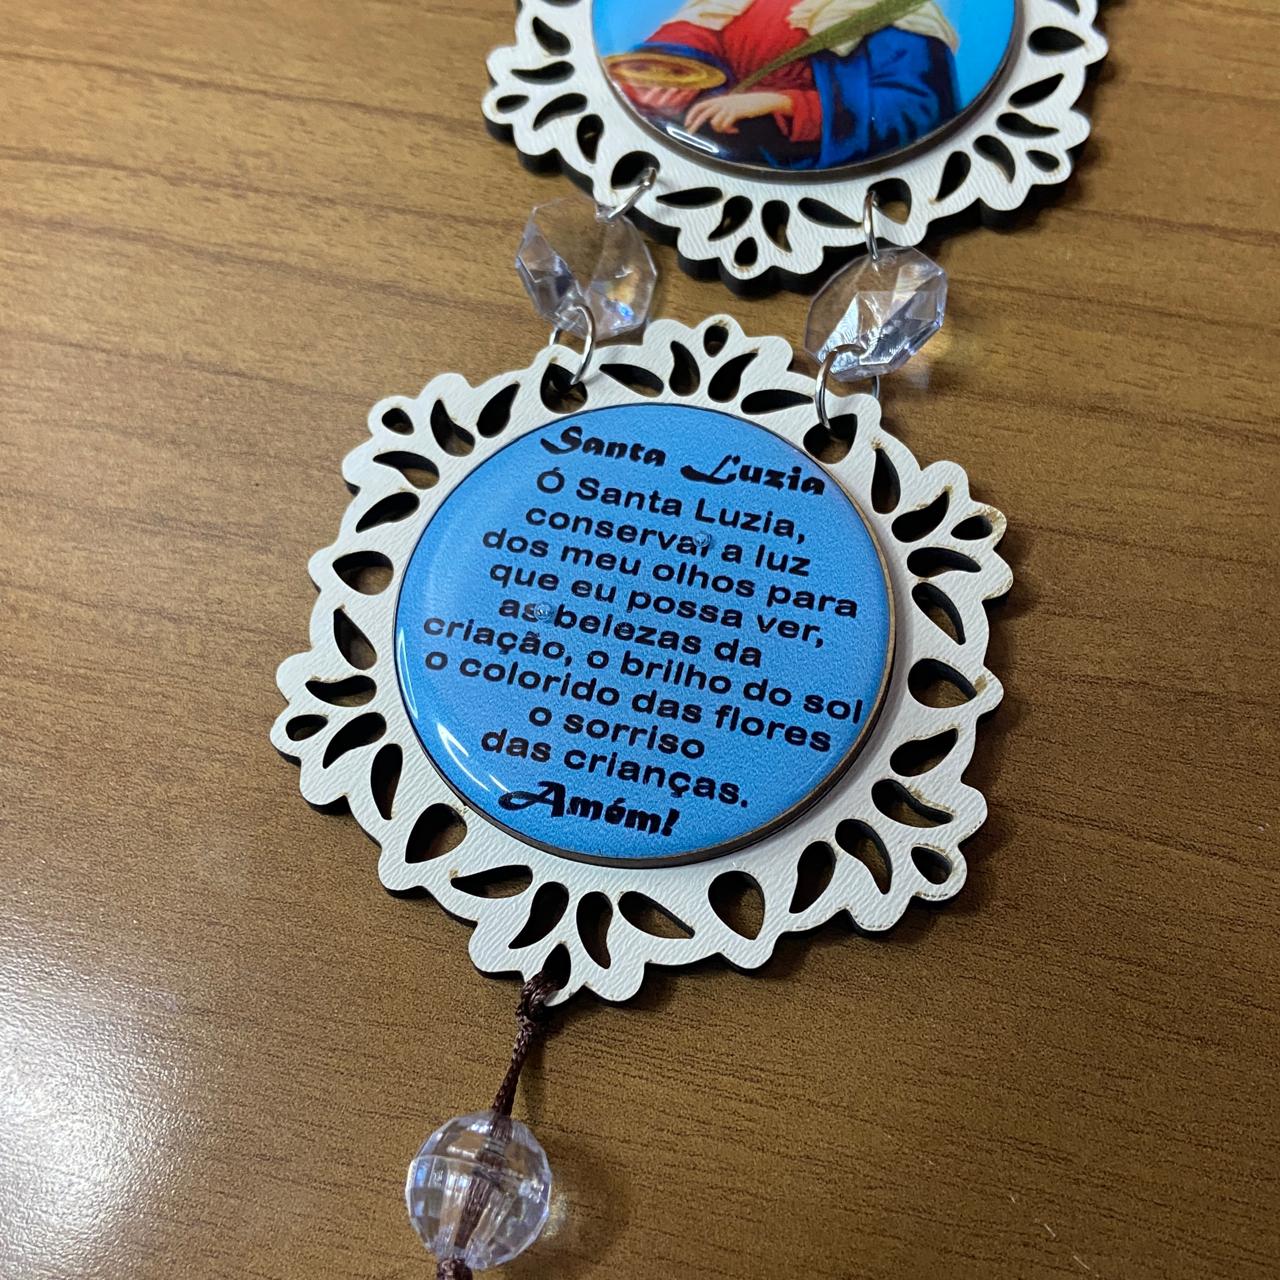 Santa Luzia
Ó Santa Luzia,
conservai a luz
dos meu olhos para
que eu possa ver,
as belezas da
criação, o brilho do sol
o colorido das flores
o sorriso
das crianças.
Amém!